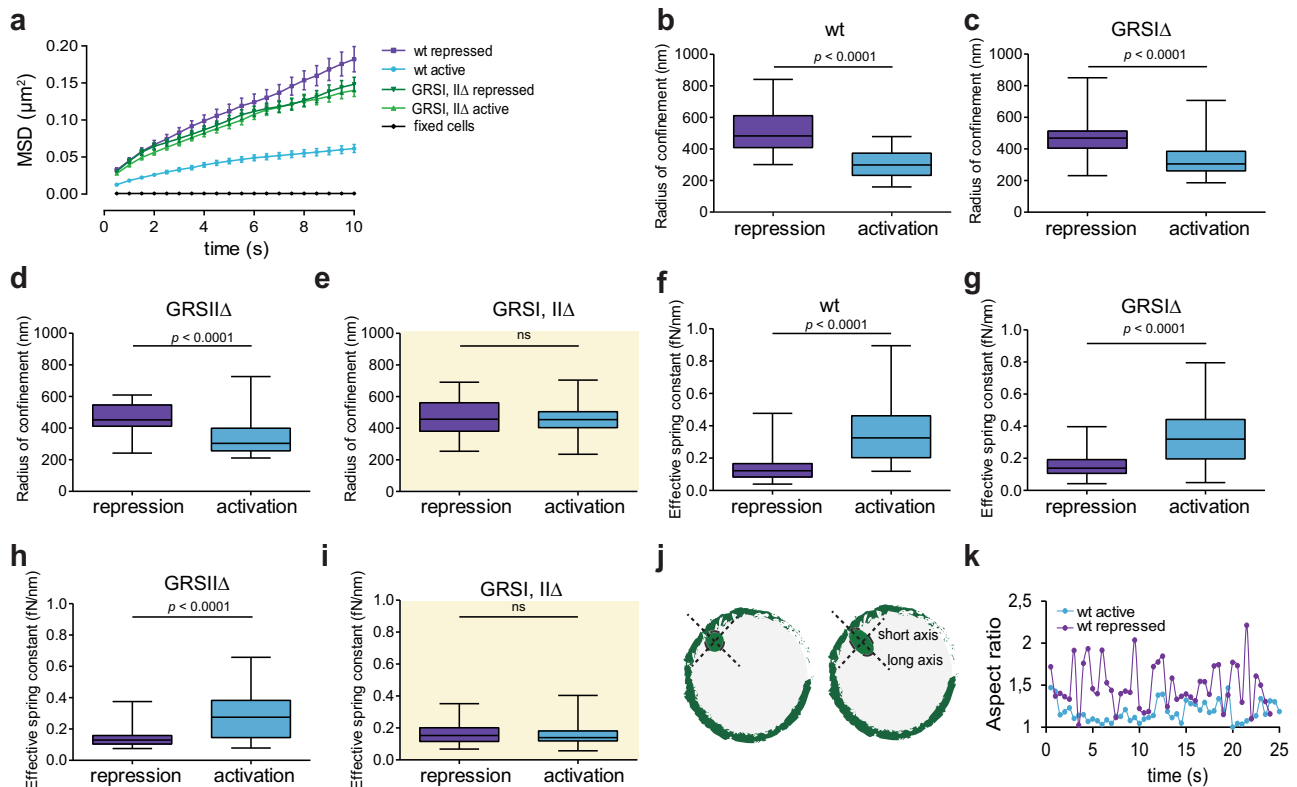 a
MSD (µm²)
0.20
0.15
0.10
0.05
0.00
2
4
6
8
10
time (s)
wt repressed
wt active
GRSI, IIΔ repressed
GRSI, IIΔ active
fixed cells
b
wt
p < 0.0001
Radius of confinement (nm)
1000
800
600
400
200
0
repression activation
c
GRSIΔ
p < 0.0001
Radius of confinement (nm)
1000
800
600
400
200
0
repression activation
d
GRSIIΔ
p < 0.0001
Radius of confinement (nm)
1000
800
600
400
200
0
repression activation
e
GRSI, IIΔ
ns
Radius of confinement (nm)
1000
800
600
400
200
0
repression activation
f
wt
p < 0.0001
Effective spring constant (fN/nm)
1.0
0.8
0.6
0.4
0.2
0.0
repression activation
g
GRSIΔ
p < 0.0001
Effective spring constant (fN/nm)
1.0
0.8
0.6
0.4
0.2
0.0
repression activation
h
GRSIIΔ
p < 0.0001
Effective spring constant (fN/nm)
1.0
0.8
0.6
0.4
0.2
0.0
repression activation
i
GRSI, IIΔ
ns
Effective spring constant (fN/nm)
1.0
0.8
0.6
0.4
0.2
0.0
repression activation
j
short axis
long axis
k
Aspect ratio
2,5
2
1.5
1
wt active
wt repressed
0 5 10 15 20 25
time (s)